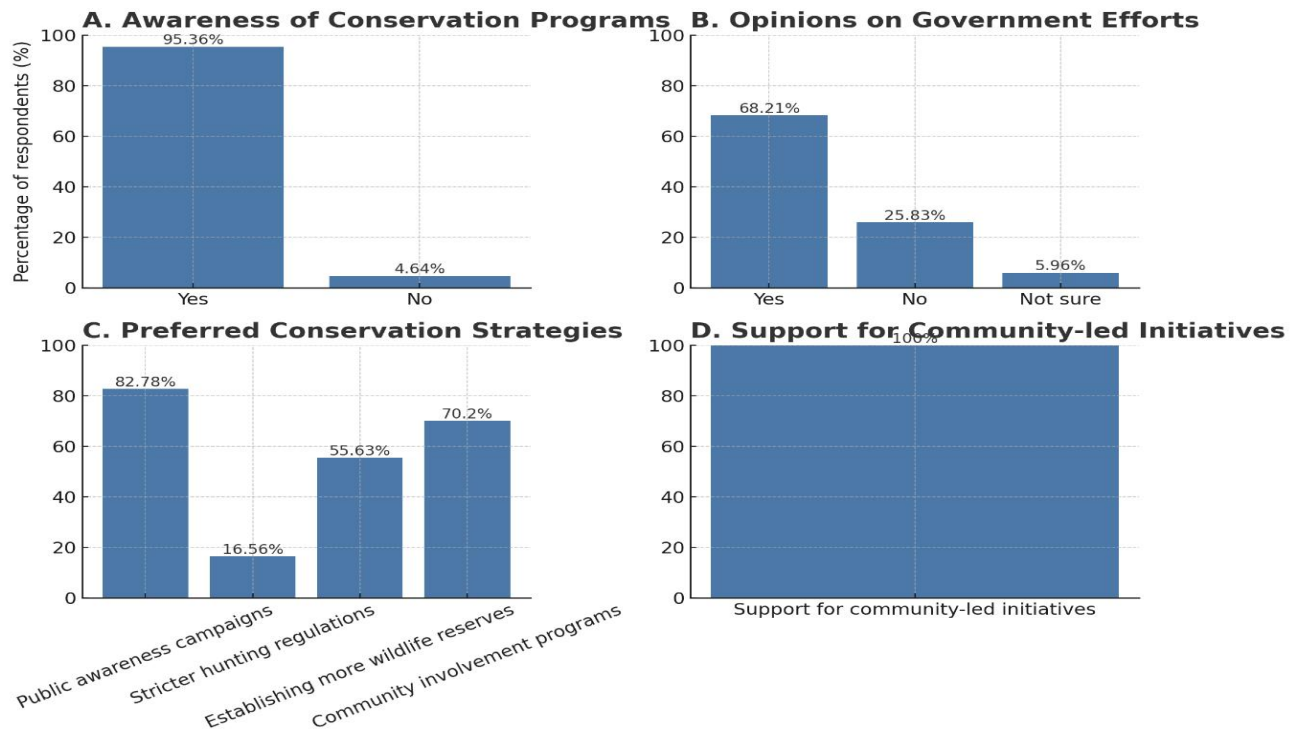 A. Awareness of Conservation Programs
Percentage of respondents (%)
100
80
60
40
20
0
95.36%
4.64%
Yes
No
B. Opinions on Government Efforts
100
80
60
40
20
0
68.21%
25.83%
5.96%
Yes
No
Not sure
C. Preferred Conservation Strategies
100
80
60
40
20
0
82.78%
16.56%
55.63%
70.2%
Public awareness campaigns
Stricter hunting regulations
Establishing more wildlife reserves
Community involvement programs
D. Support for Community-led Initiatives
100
80
60
40
20
0
100%
Support for community-led initiatives